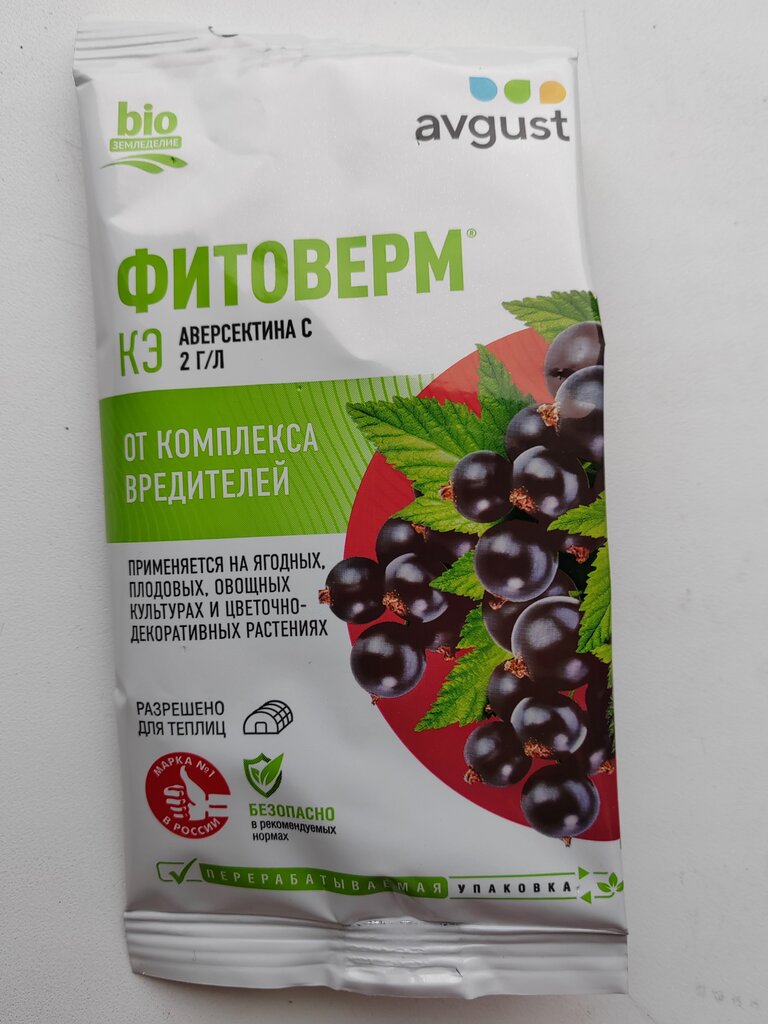 bio
ЗЕМЛЕДЕЛИЕ
avgust
ФИТОВЕРМ®
КЭ
АВЕРСЕКТИНА С
2 Г/Л
ОТ КОМПЛЕКСА
ВРЕДИТЕЛЕЙ
ПРИМЕНЯЕТСЯ НА ЯГОДНЫХ,
ПЛОДОВЫХ, ОВОЩНЫХ
КУЛЬТУРАХ И ЦВЕТОЧНО-
ДЕКОРАТИВНЫХ РАСТЕНИЯХ
РАЗРЕШЕНО
ДЛЯ ТЕПЛИЦ
МАРКА №1
В РОССИИ
БЕЗОПАСНО
в рекомендуемых
нормах
ПЕРЕРАБАТЫВАЕМАЯ УПАКОВКА